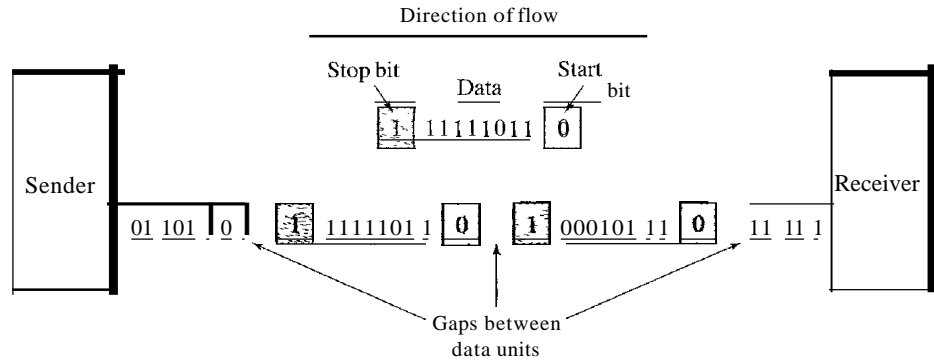 Direction of flow
Stop bit
Data
Start
bit
1 11111011 0
Sender
Receiver
01 101 0
1 1111101 1 0
1 000101 11 0
11 11 1
Gaps between
data units